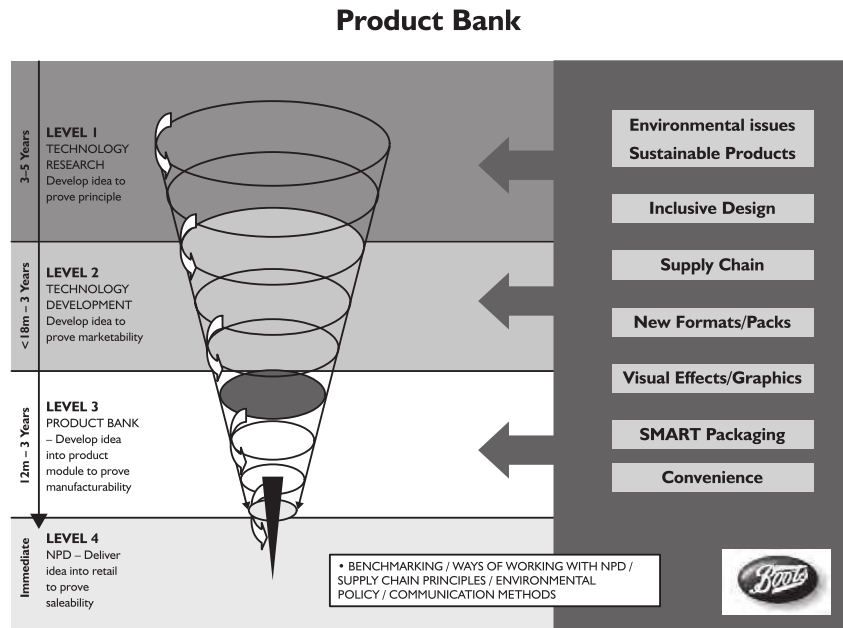 Product Bank
3–5 Years
LEVEL 1
TECHNOLOGY
RESEARCH
Develop idea to
prove principle
<18m – 3 Years
LEVEL 2
TECHNOLOGY
DEVELOPMENT
Develop idea to
prove marketability
12m – 3 Years
LEVEL 3
PRODUCT BANK
– Develop idea
into product
module to prove
manufacturability
Immediate
LEVEL 4
NPD – Deliver
idea into retail
to prove
saleability
Environmental issues
Sustainable Products
Inclusive Design
Supply Chain
New Formats/Packs
Visual Effects/Graphics
SMART Packaging
Convenience
• BENCHMARKING / WAYS OF WORKING WITH NPD /
SUPPLY CHAIN PRINCIPLES / ENVIRONMENTAL
POLICY / COMMUNICATION METHODS
Boots